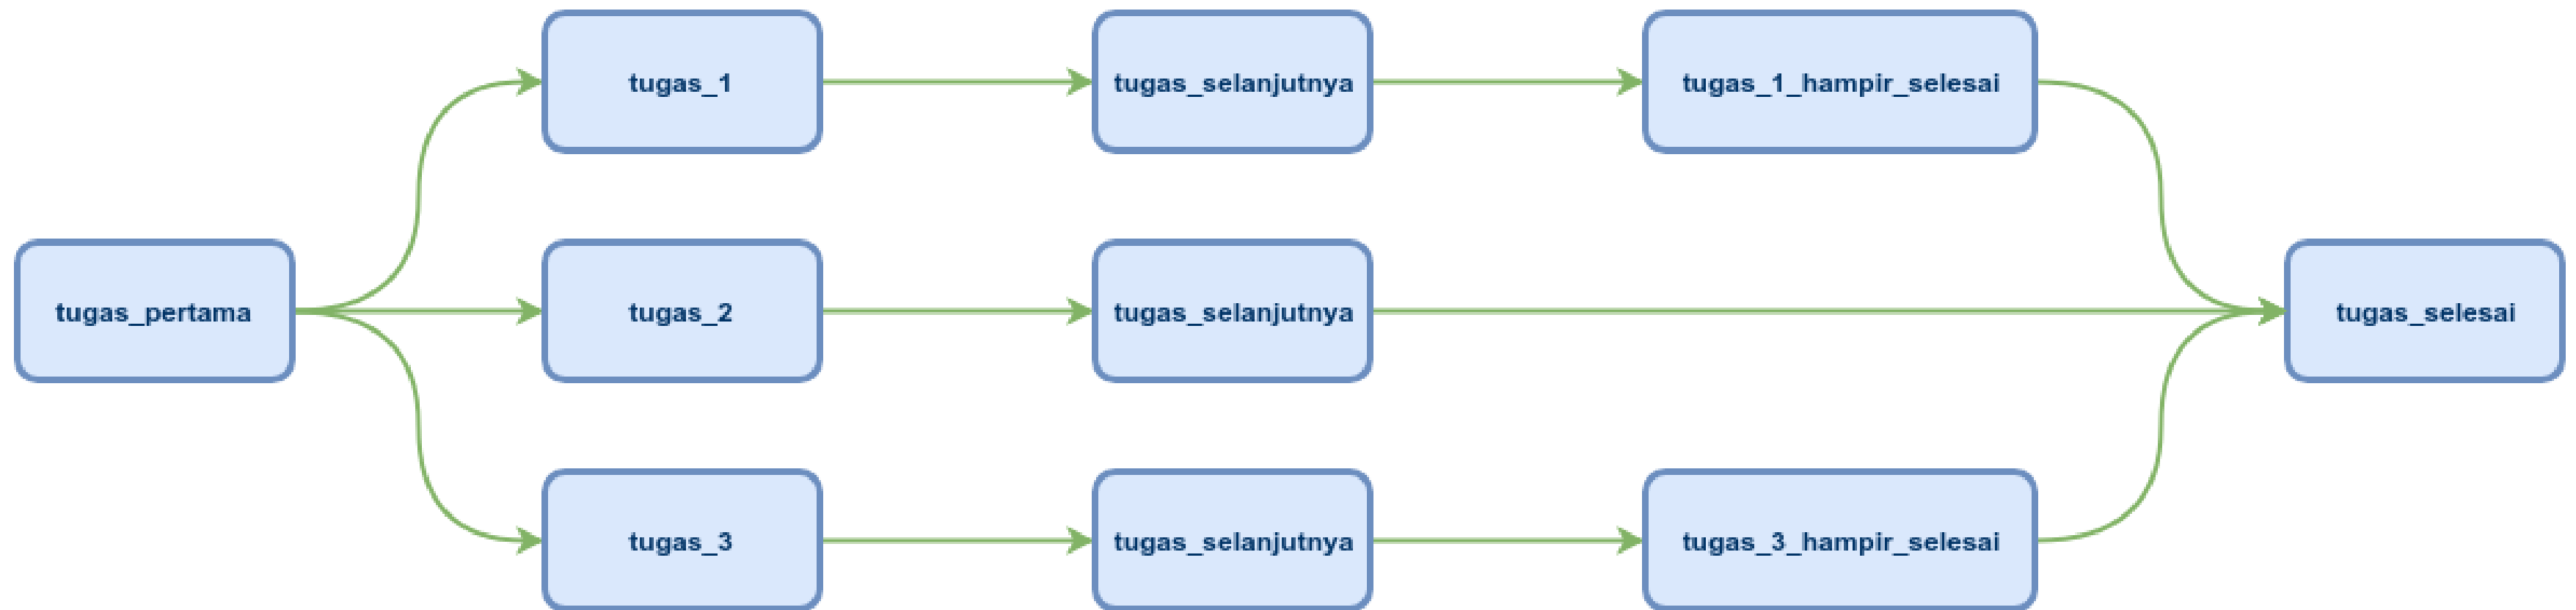 tugas_1
tugas_selanjutnya
tugas_1_hampir_selesai
tugas_pertama
tugas_2
tugas_selanjutnya
tugas_selesai
tugas_3
tugas_selanjutnya
tugas_3_hampir_selesai